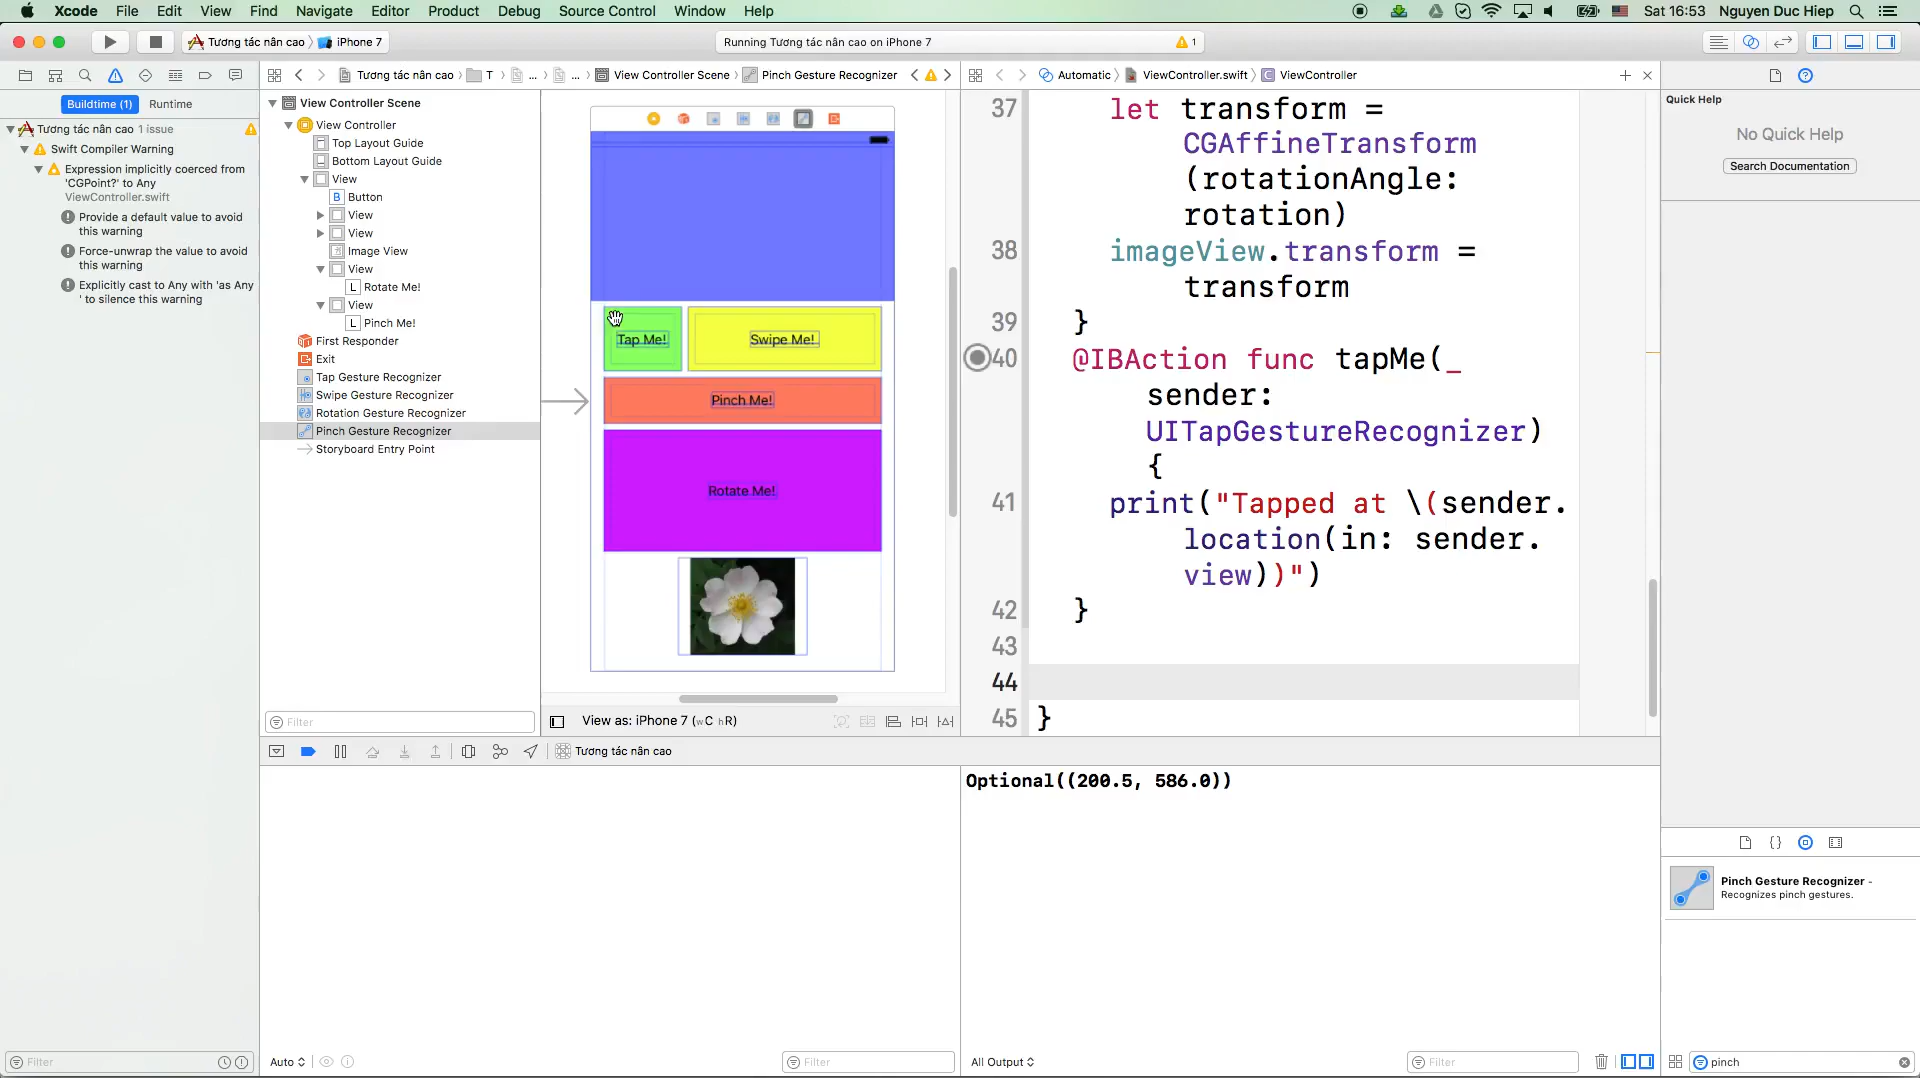 Xcode File Edit View Find Navigate Editor Product Debug Source Control Window Help Sat 16:53 Nguyen Duc Hiep
Tương tác nân cao iPhone 7 Running Tương tác nân cao on iPhone 7 1
Tương tác nân cao T ... ... View Controller Scene Pinch Gesture Recognizer
Automatic ViewController.swift ViewController
Buildtime (1) Runtime
Tương tác nân cao 1 issue
Swift Compiler Warning
Expression implicitly coerced from
'CGPoint?' to Any
ViewController.swift
Provide a default value to avoid
this warning
Force-unwrap the value to avoid
this warning
Explicitly cast to Any with 'as Any
' to silence this warning
Filter
View Controller Scene
View Controller
Top Layout Guide
Bottom Layout Guide
View
B Button
View
View
Image View
View
L Rotate Me!
View
L Pinch Me!
First Responder
Exit
Tap Gesture Recognizer
Swipe Gesture Recognizer
Rotation Gesture Recognizer
Pinch Gesture Recognizer
Storyboard Entry Point
Filter
Tap Me!
Swipe Me!
Pinch Me!
Rotate Me!
View as: iPhone 7 (wC hR)
37 let transform =
CGAffineTransform
(rotationAngle:
rotation)
38 imageView.transform =
transform
39 }
40 @IBAction func tapMe(_
sender:
UITapGestureRecognizer)
{
41 print("Tapped at \(sender.
location(in: sender.
view))")
42 }
43
44
45 }
Quick Help
No Quick Help
Search Documentation
Tương tác nân cao
Optional((200.5, 586.0))
Auto
Filter
All Output
Filter
{}
Pinch Gesture Recognizer -
Recognizes pinch gestures.
pinch